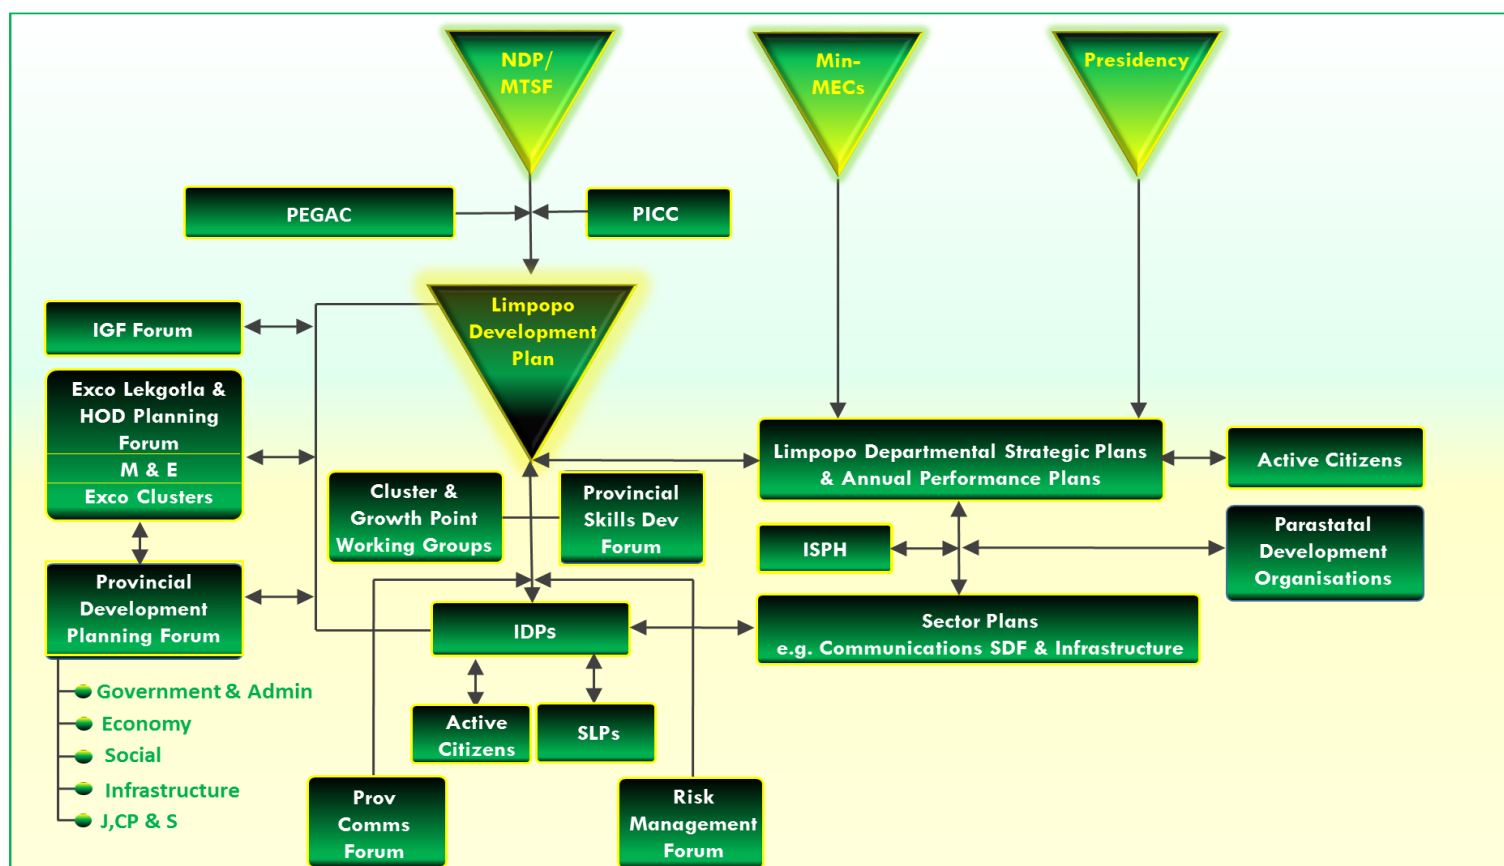 NDP/
MTSF
Min-
MECs
Presidency
PEGAC
PICC
Limpopo
Development
Plan
IGF Forum
Exco Lekgotla &
HOD Planning
Forum
M & E
Exco Clusters
Limpopo Departmental Strategic Plans
& Annual Performance Plans
Active Citizens
Cluster &
Growth Point
Working Groups
Provincial
Skills Dev
Forum
ISPH
Parastatal
Development
Organisations
Provincial
Development
Planning Forum
IDPs
Sector Plans
e.g. Communications SDF & Infrastructure
Government & Admin
Economy
Social
Infrastructure
J,CP & S
Active
Citizens
SLPs
Prov
Comms
Forum
Risk
Management
Forum